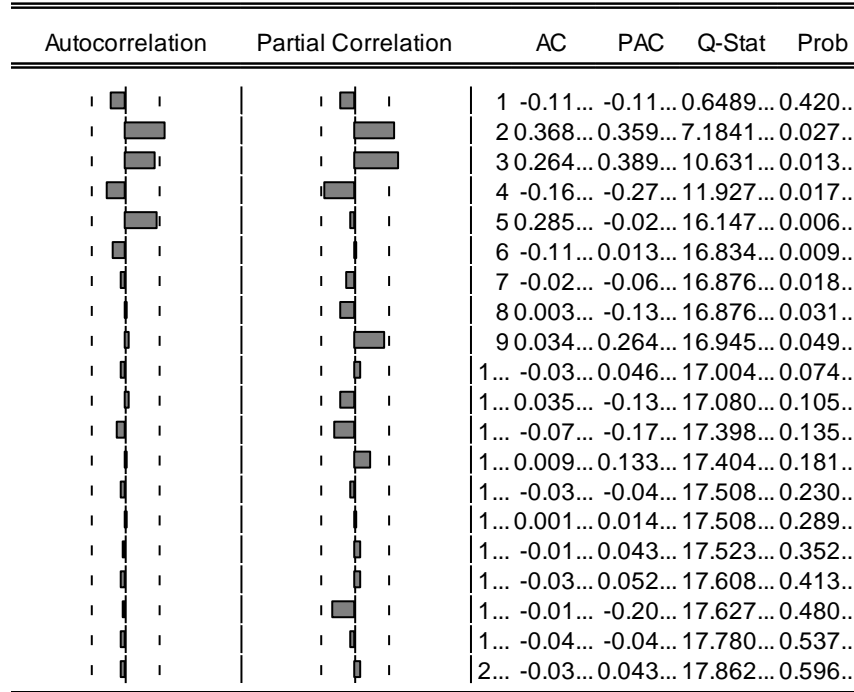 Autocorrelation Partial Correlation AC PAC Q-Stat Prob
1 -0.11... -0.11... 0.6489... 0.420...
2 0.368... 0.359... 7.1841... 0.027...
3 0.264... 0.389... 10.631... 0.013...
4 -0.16... -0.27... 11.927... 0.017...
5 0.285... -0.02... 16.147... 0.006...
6 -0.11... 0.013... 16.834... 0.009...
7 -0.02... -0.06... 16.876... 0.018...
8 0.003... -0.13... 16.876... 0.031...
9 0.034... 0.264... 16.945... 0.049...
1... -0.03... 0.046... 17.004... 0.074...
1... 0.035... -0.13... 17.080... 0.105...
1... -0.07... -0.17... 17.398... 0.135...
1... 0.009... 0.133... 17.404... 0.181...
1... -0.03... -0.04... 17.508... 0.230...
1... 0.001... 0.014... 17.508... 0.289...
1... -0.01... 0.043... 17.523... 0.352...
1... -0.03... 0.052... 17.608... 0.413...
1... -0.01... -0.20... 17.627... 0.480...
1... -0.04... -0.04... 17.780... 0.537...
2... -0.03... 0.043... 17.862... 0.596...